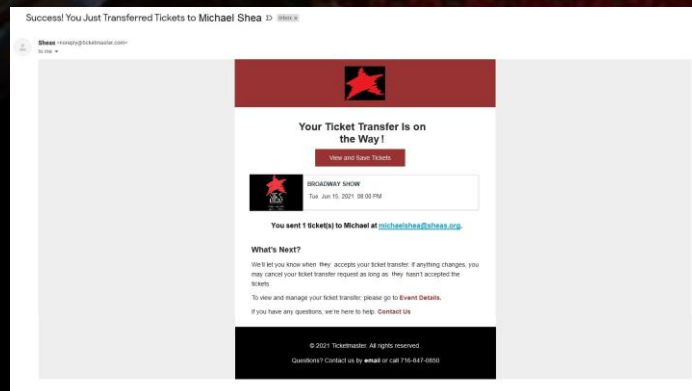 Success! You Just Transferred Tickets to Michael Shea Inbox x
Sheas <noreply@ticketmaster.com>
to me
Your Ticket Transfer Is on
the Way !
View and Save Tickets
BROADWAY SHOW
Tue Jun 15, 2021 08:00 PM
You sent 1 ticket(s) to Michael at michaelshea@sheas.org.
What's Next?
We'll let you know when they accepts your ticket transfer. If anything changes, you
may cancel your ticket transfer request as long as they hasn't accepted the
tickets.
To view and manage your ticket transfer, please go to Event Details.
If you have any questions, we're here to help. Contact Us
© 2021 Ticketmaster. All rights reserved.
Questions? Contact us by email or call 716-847-0850